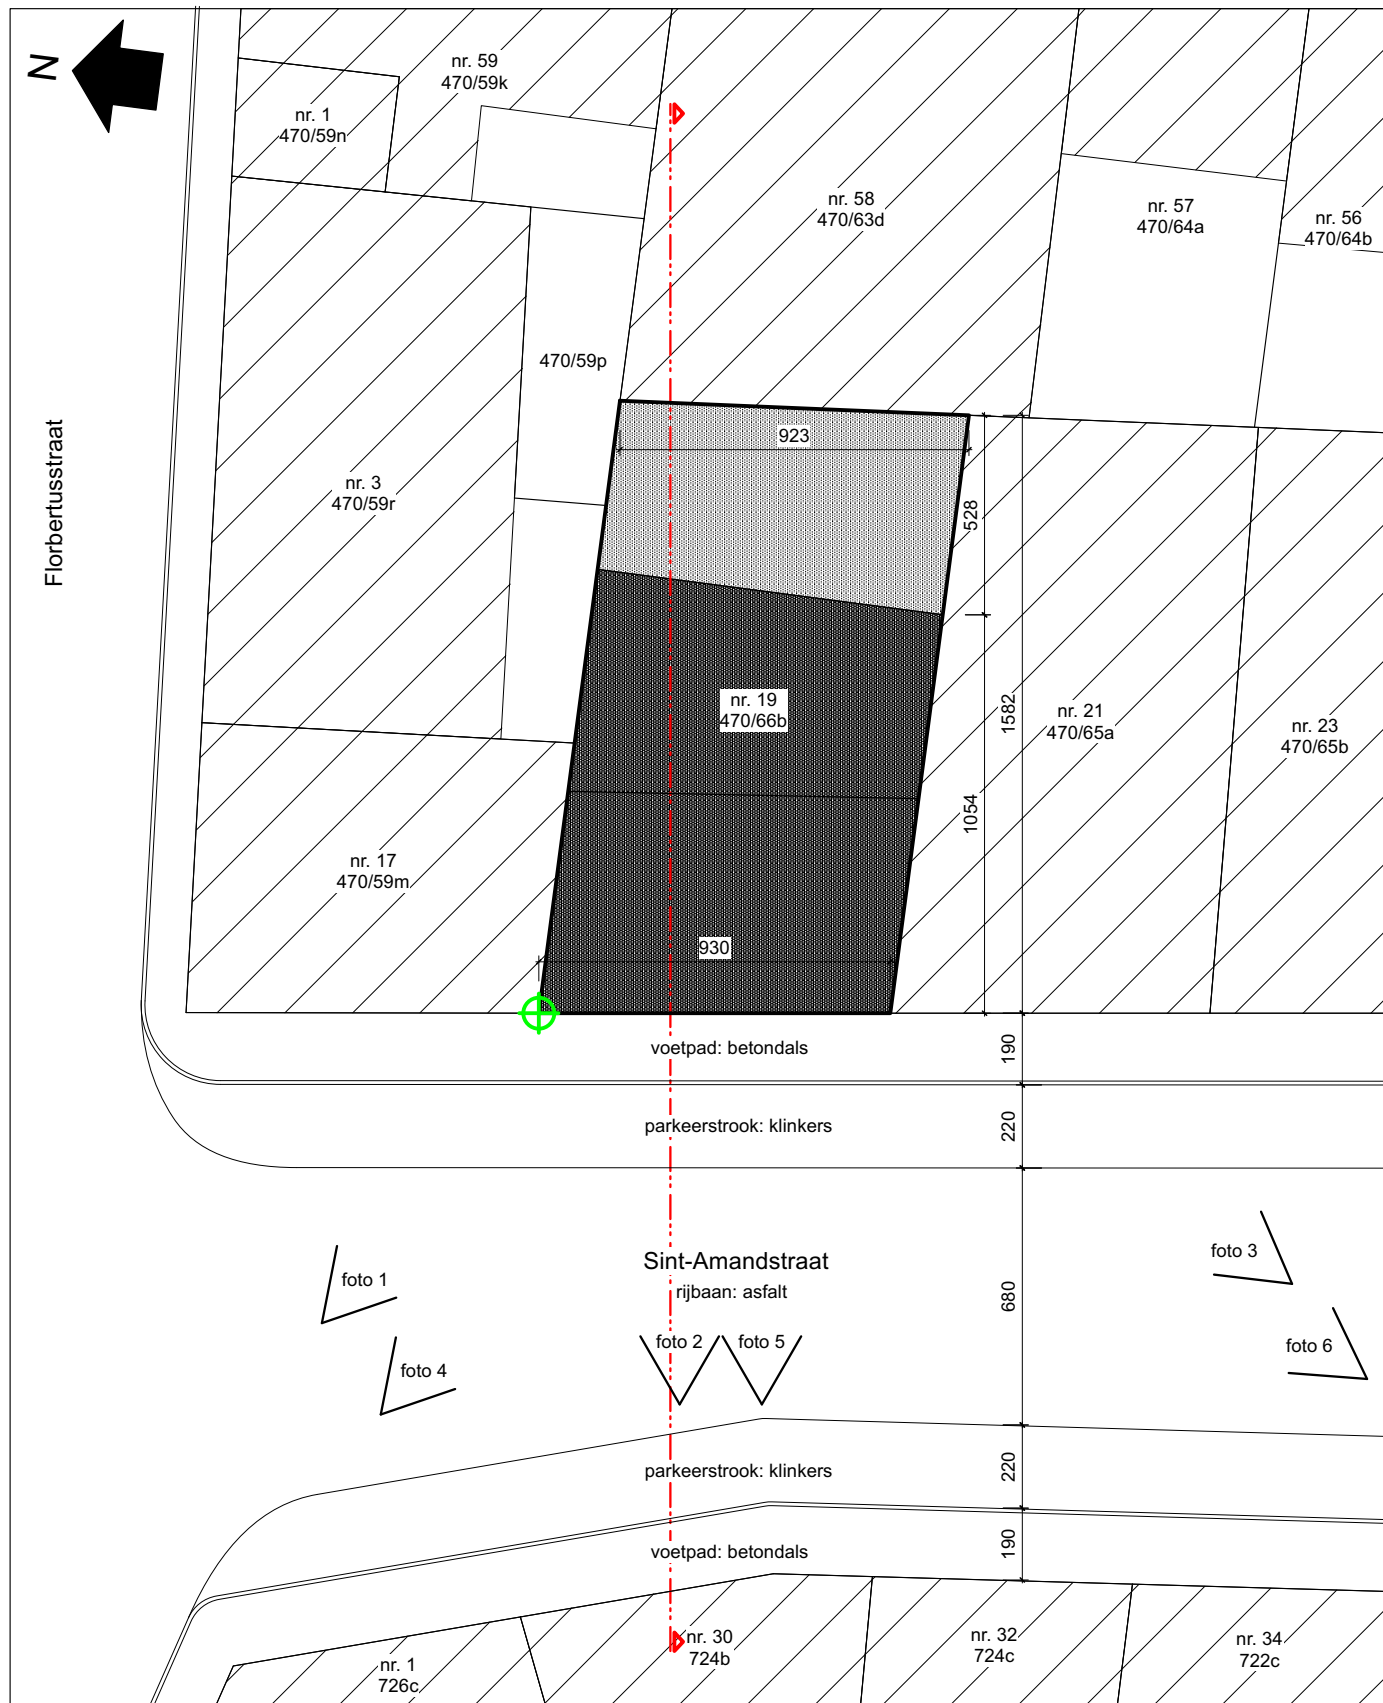 N
nr. 59
470/59k
nr. 1
470/59n
nr. 58
470/63d
nr. 57
470/64a
nr. 56
470/64b
470/59p
Florbertusstraat
923
nr. 3
470/59r
528
nr. 19
470/66b
1582
nr. 21
470/65a
nr. 23
470/65b
1054
nr. 17
470/59m
930
voetpad: betondals
190
parkeerstrook: klinkers
220
Sint-Amandstraat
rijbaan: asfalt
foto 1
foto 3
680
foto 2
foto 5
foto 6
foto 4
parkeerstrook: klinkers
220
voetpad: betondals
190
nr. 1
726c
nr. 30
724b
nr. 32
724c
nr. 34
722c